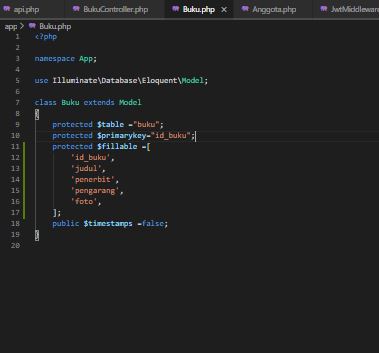 api.php BukuController.php Buku.php × Angota.php JwtMiddleware
app > Buku.php
1 <?php
2
3 namespace App;
4
5 use Illuminate\Database\Eloquent\Model;
6
7 class Buku extends Model
8 {
9 protected $table ="buku";
10 protected $primarykey="id_buku";
11 protected $fillable =[
12 'id_buku',
13 'judul',
14 'penerbit',
15 'pengarang',
16 'foto',
17 ];
18 public $timestamps =false;
19 }
20